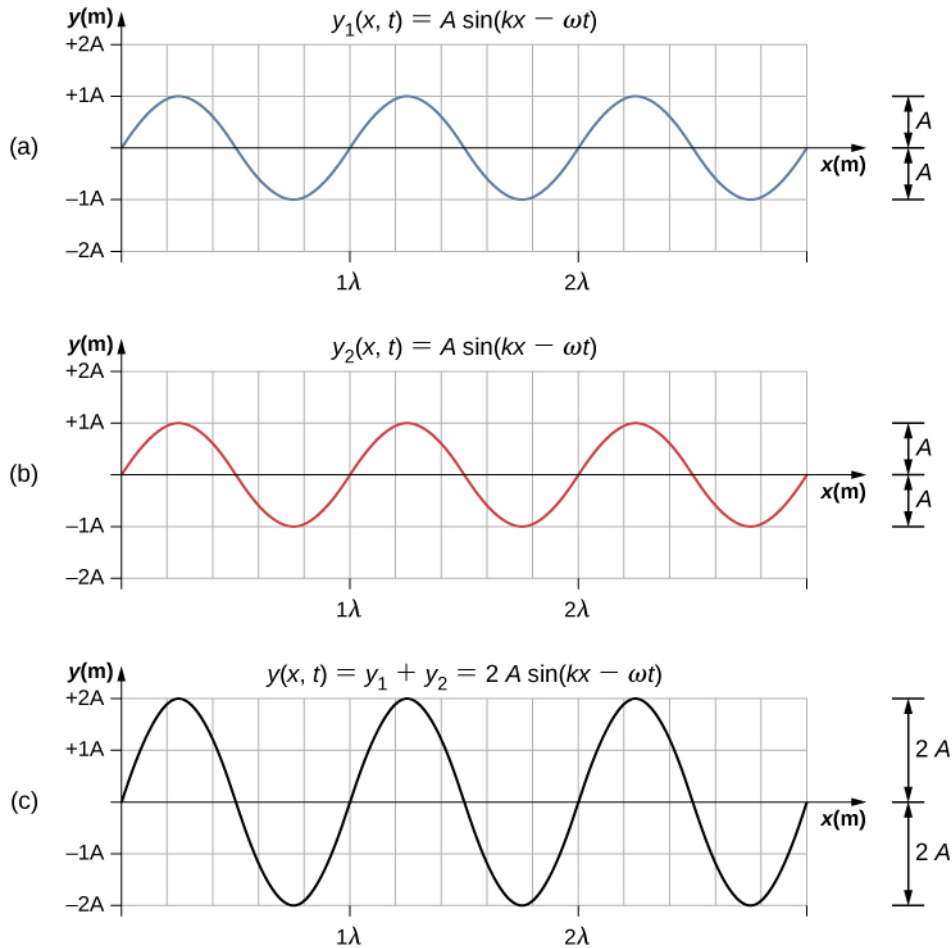 y(m)
y₁(x, t) = A sin(kx − ωt)
+2A
+1A
A
(a)
x(m)
A
–1A
–2A
1λ 2λ
y(m)
y₂(x, t) = A sin(kx − ωt)
+2A
+1A
A
(b)
x(m)
A
–1A
–2A
1λ 2λ
y(m)
y(x, t) = y₁ + y₂ = 2 A sin(kx − ωt)
+2A
+1A
2 A
(c)
x(m)
–1A
2 A
–2A
1λ 2λ